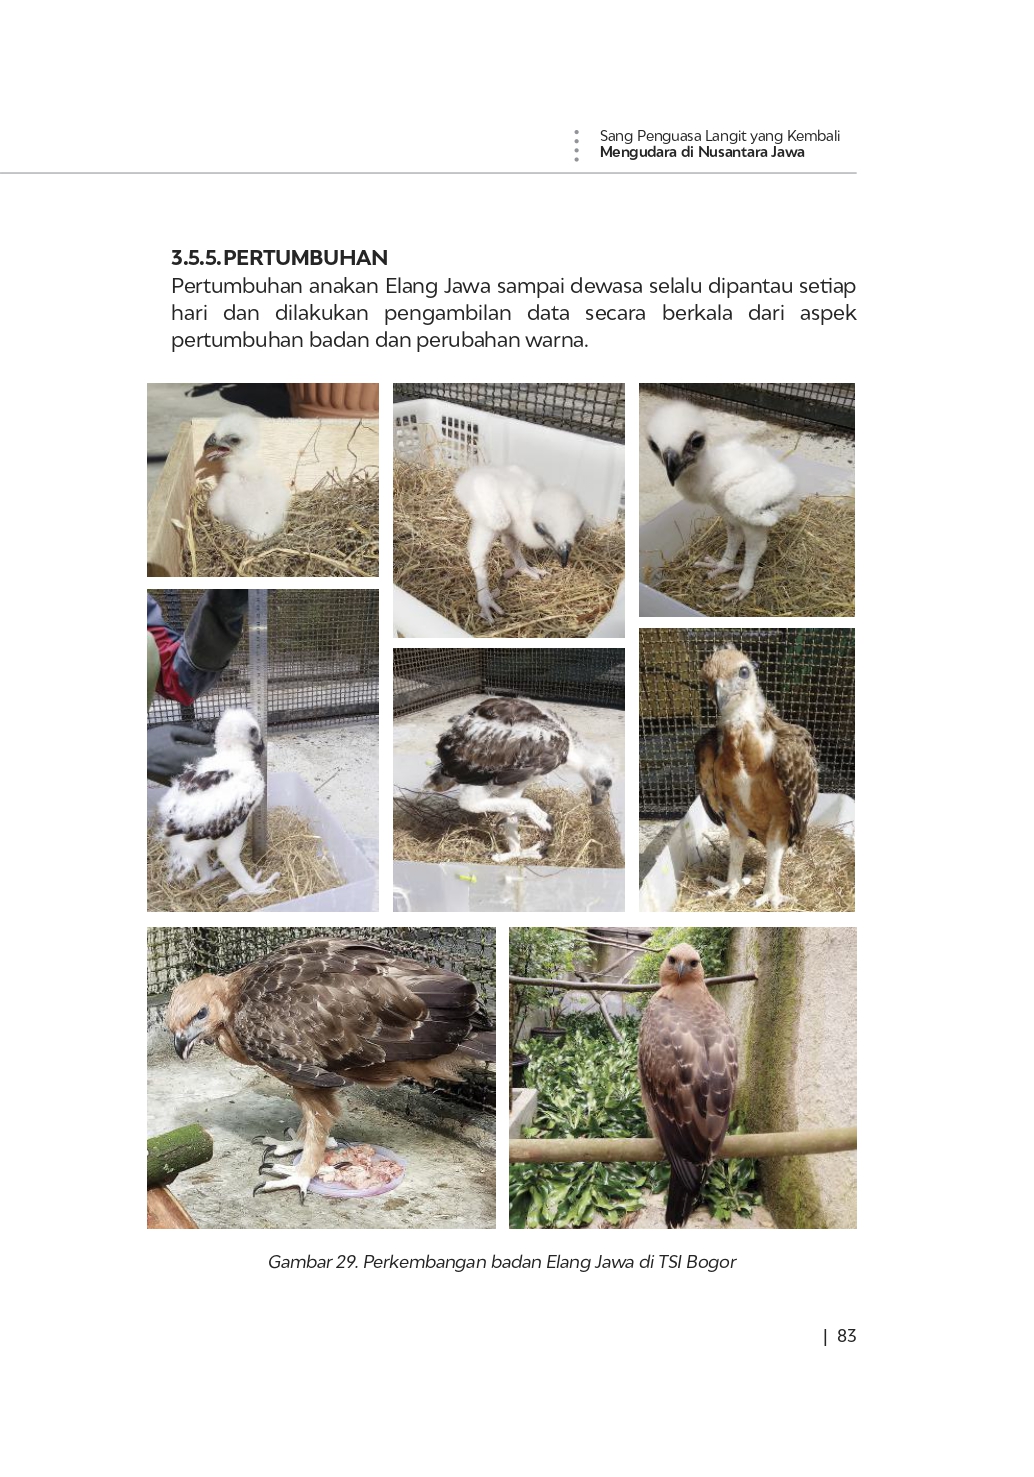 Sang Penguasa Langit yang Kembali
Mengudara di Nusantara Jawa
3.5.5. PERTUMBUHAN
Pertumbuhan anakan Elang Jawa sampai dewasa selalu dipantau setiap
hari dan dilakukan pengambilan data secara berkala dari aspek
pertumbuhan badan dan perubahan warna.
Gambar 29. Perkembangan badan Elang Jawa di TSI Bogor
| 83